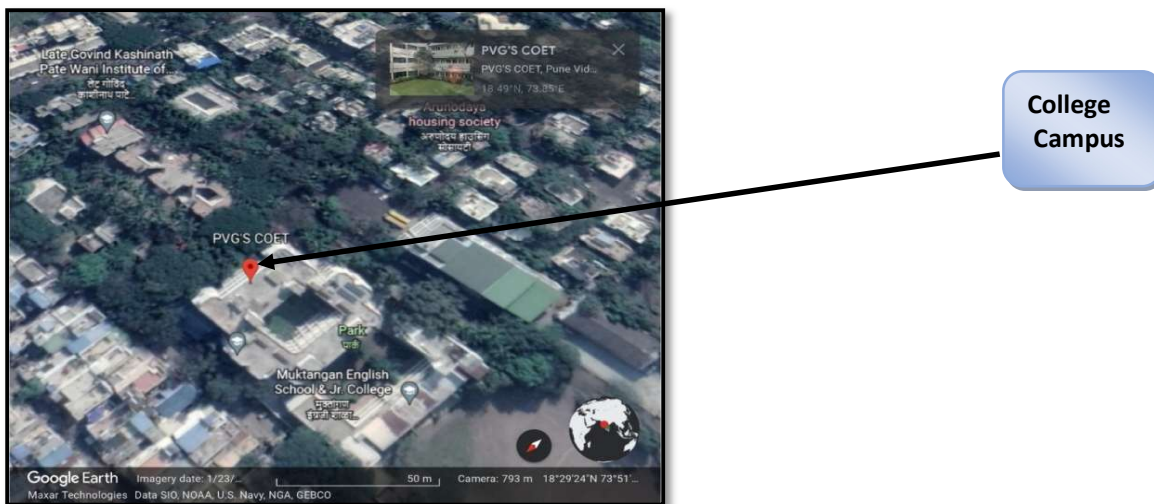 Late Govind Kashinath
Pate Wani Institute of...
लेट गोविंद
काशीनाथ पाटे...
PVG'S COET
PVG'S COET, Pune Vid...
18.49°N, 73.85°E
Arunodaya
housing society
अरुणोदय हाउसिंग
सोसायटी
College
Campus
PVG'S COET
Park
पार्क
Muktangan English
School & Jr. College
मुक्तांगण
इंग्रजी शाळा...
Google Earth
Imagery date: 1/23/...
50 m
Camera: 793 m
18°29'24"N 73°51'...
Maxar Technologies Data SIO, NOAA, U.S. Navy, NGA, GEBCO